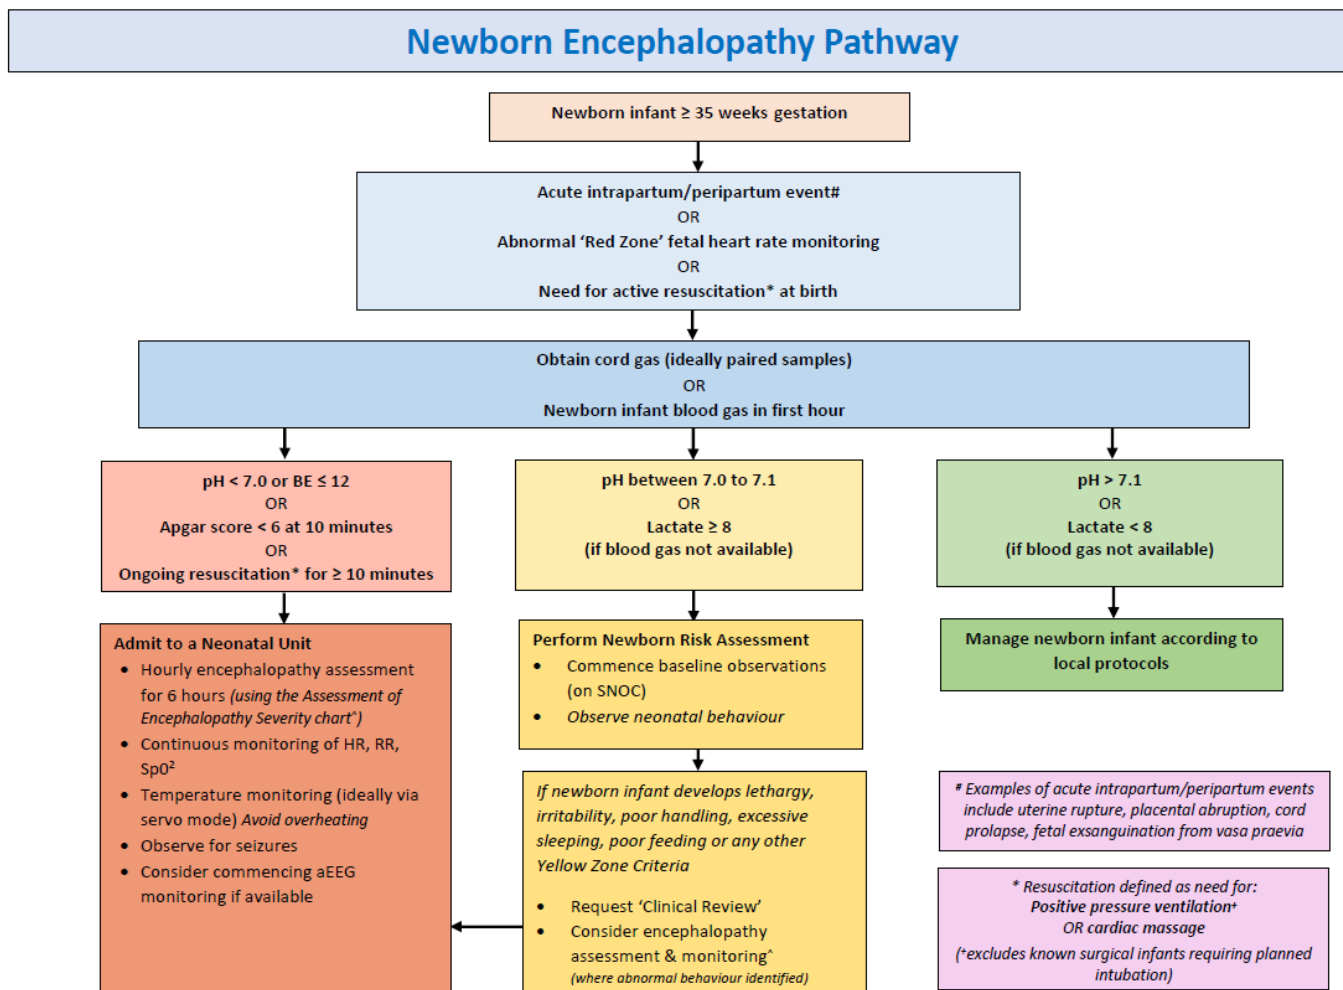 Newborn Encephalopathy Pathway
Newborn infant ≥ 35 weeks gestation
Acute intrapartum/peripartum event#
OR
Abnormal ‘Red Zone’ fetal heart rate monitoring
OR
Need for active resuscitation* at birth
Obtain cord gas (ideally paired samples)
OR
Newborn infant blood gas in first hour
pH < 7.0 or BE ≤ 12
OR
Apgar score < 6 at 10 minutes
OR
Ongoing resuscitation* for ≥ 10 minutes
pH between 7.0 to 7.1
OR
Lactate ≥ 8
(if blood gas not available)
pH > 7.1
OR
Lactate < 8
(if blood gas not available)
Admit to a Neonatal Unit
• Hourly encephalopathy assessment
for 6 hours (using the Assessment of
Encephalopathy Severity chart^)
• Continuous monitoring of HR, RR,
Sp0²
• Temperature monitoring (ideally via
servo mode) Avoid overheating
• Observe for seizures
• Consider commencing aEEG
monitoring if available
Perform Newborn Risk Assessment
• Commence baseline observations
(on SNOC)
• Observe neonatal behaviour
If newborn infant develops lethargy,
irritability, poor handling, excessive
sleeping, poor feeding or any other
Yellow Zone Criteria
• Request ‘Clinical Review’
• Consider encephalopathy
assessment & monitoring^
(where abnormal behaviour identified)
Manage newborn infant according to
local protocols
# Examples of acute intrapartum/peripartum events
include uterine rupture, placental abruption, cord
prolapse, fetal exsanguination from vasa praevia
* Resuscitation defined as need for:
Positive pressure ventilation⁺
OR cardiac massage
(⁺excludes known surgical infants requiring planned
intubation)